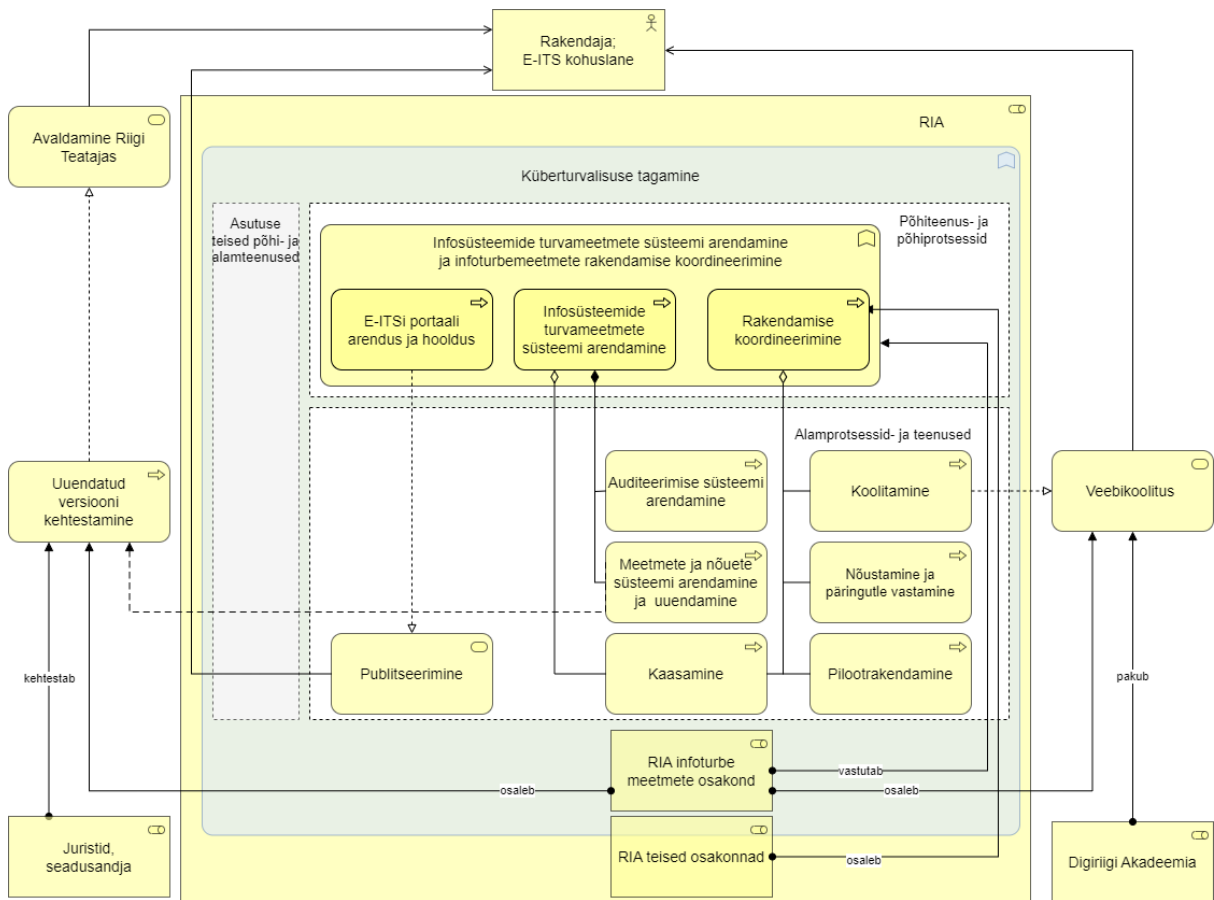 Rakendaja;
E-ITS kohuslane
Avaldamine Riigi
Teatajas
RIA
Küberturvalisuse tagamine
Asutuse
teised põhi- ja
alamteenused
Põhiteenus- ja
põhiprotsessid
Infosüsteemide turvameetmete süsteemi arendamine
ja infoturbemeetmete rakendamise koordineerimine
E-ITSi portaali
arendus ja hooldus
Infosüsteemide
turvameetmete
süsteemi arendamine
Rakendamise
koordineerimine
Alamprotsessid- ja teenused
Uuendatud
versiooni
kehtestamine
Auditeerimise süsteemi
arendamine
Koolitamine
Veebikoolitus
Meetmete ja nõuete
süsteemi arendamine
ja uuendamine
Nõustamine ja
päringutle vastamine
Publitseerimine
Kaasamine
Pilootrakendamine
kehtestab
pakub
RIA infoturbe
meetmete osakond
vastutab
osaleb
osaleb
Juristid,
seadusandja
RIA teised osakonnad
osaleb
Digiriigi Akadeemia